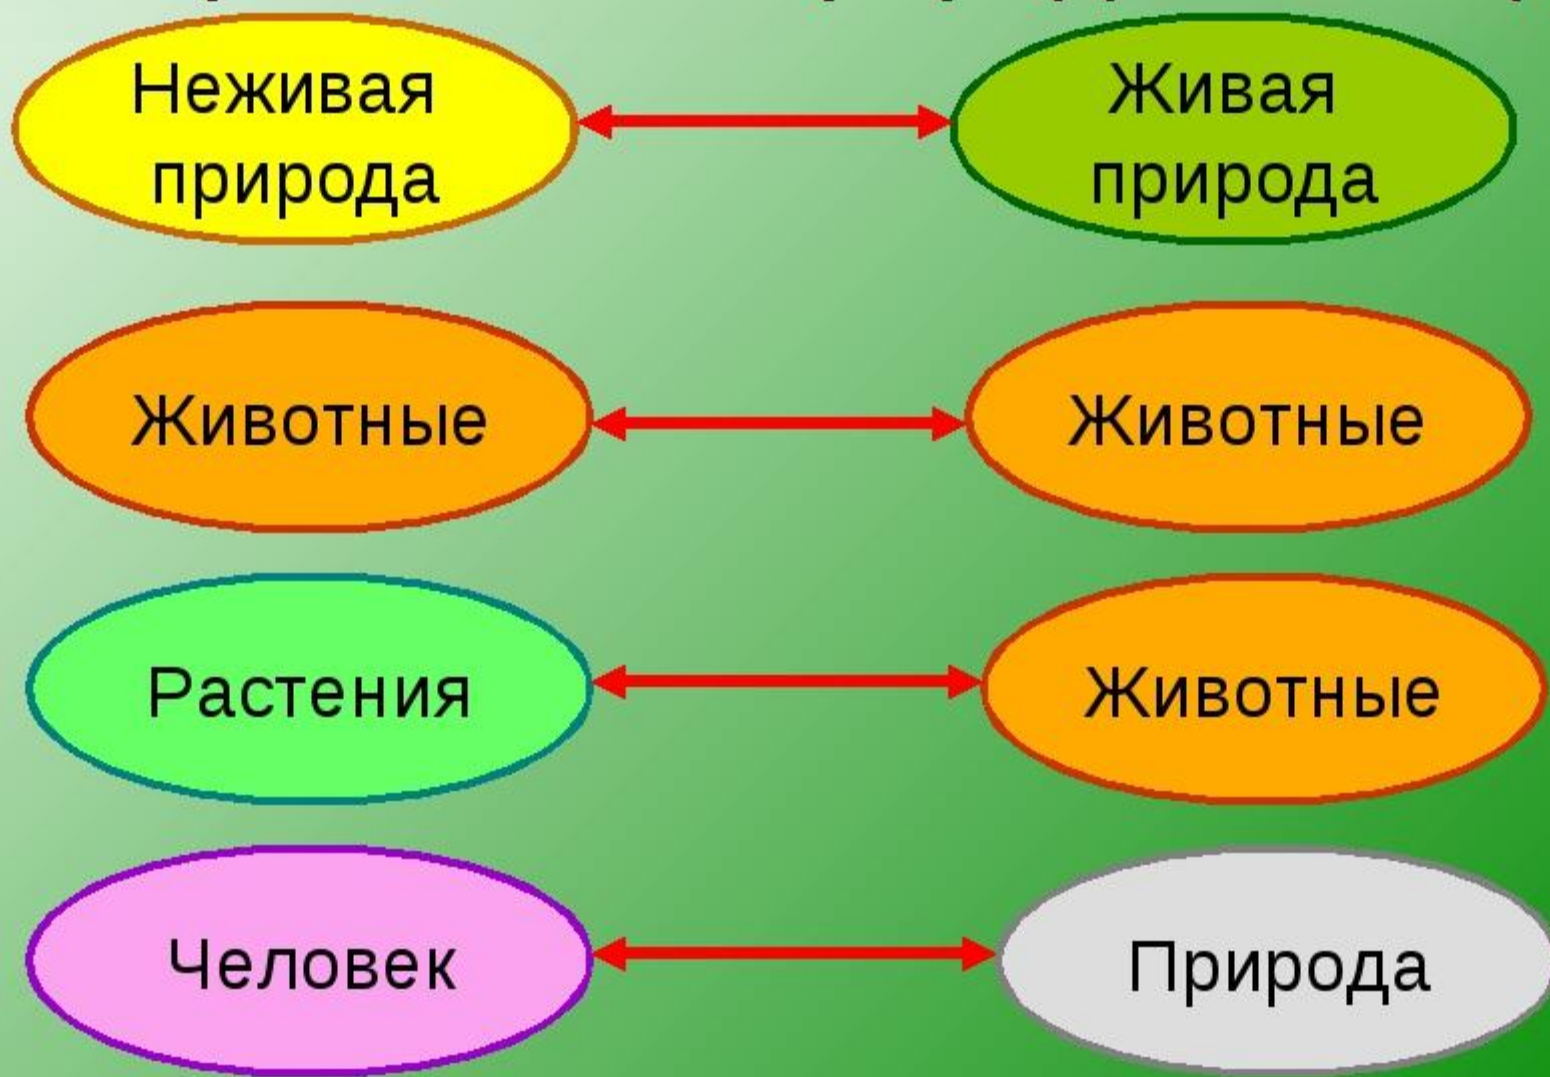 Неживая
природа
Живая
природа
Животные
Животные
Растения
Животные
Человек
Природа